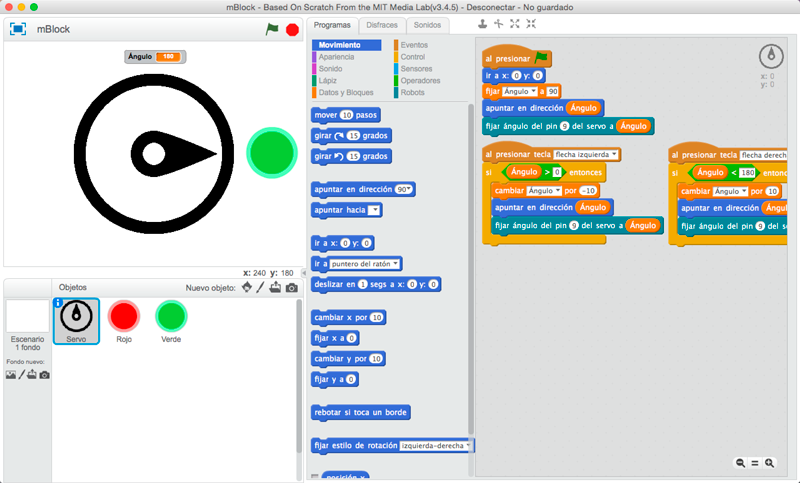 mBlock - Based On Scratch From the MIT Media Lab(v3.4.5) - Desconectar - No guardado
mBlock
Ángulo 180
x: 240 y: 180
Objetos Nuevo objeto:
Escenario
1 fondo
Fondo nuevo:
Servo
Rojo
Verde
Programas Disfraces Sonidos
Movimiento Eventos
Apariencia Control
Sonido Sensores
Lápiz Operadores
Datos y Bloques Robots
mover 10 pasos
girar 15 grados
girar 15 grados
apuntar en dirección 90
apuntar hacia
ir a x: 0 y: 0
ir a puntero del ratón
deslizar en 1 segs a x: 0 y: 0
cambiar x por 10
fijar x a 0
cambiar y por 10
fijar y a 0
rebotar si toca un borde
fijar estilo de rotación izquierda-derecha
posición x
al presionar
ir a x: 0 y: 0
fijar Ángulo a 90
apuntar en dirección Ángulo
fijar ángulo del pin 9 del servo a Ángulo
al presionar tecla flecha izquierda
si Ángulo > 0 entonces
cambiar Ángulo por -10
apuntar en dirección Ángulo
fijar ángulo del pin 9 del servo a Ángulo
al presionar tecla flecha derech
si Ángulo < 180 entonc
cambiar Ángulo por 10
apuntar en dirección Ángu
fijar ángulo del pin 9 del s
x: 0
y: 0